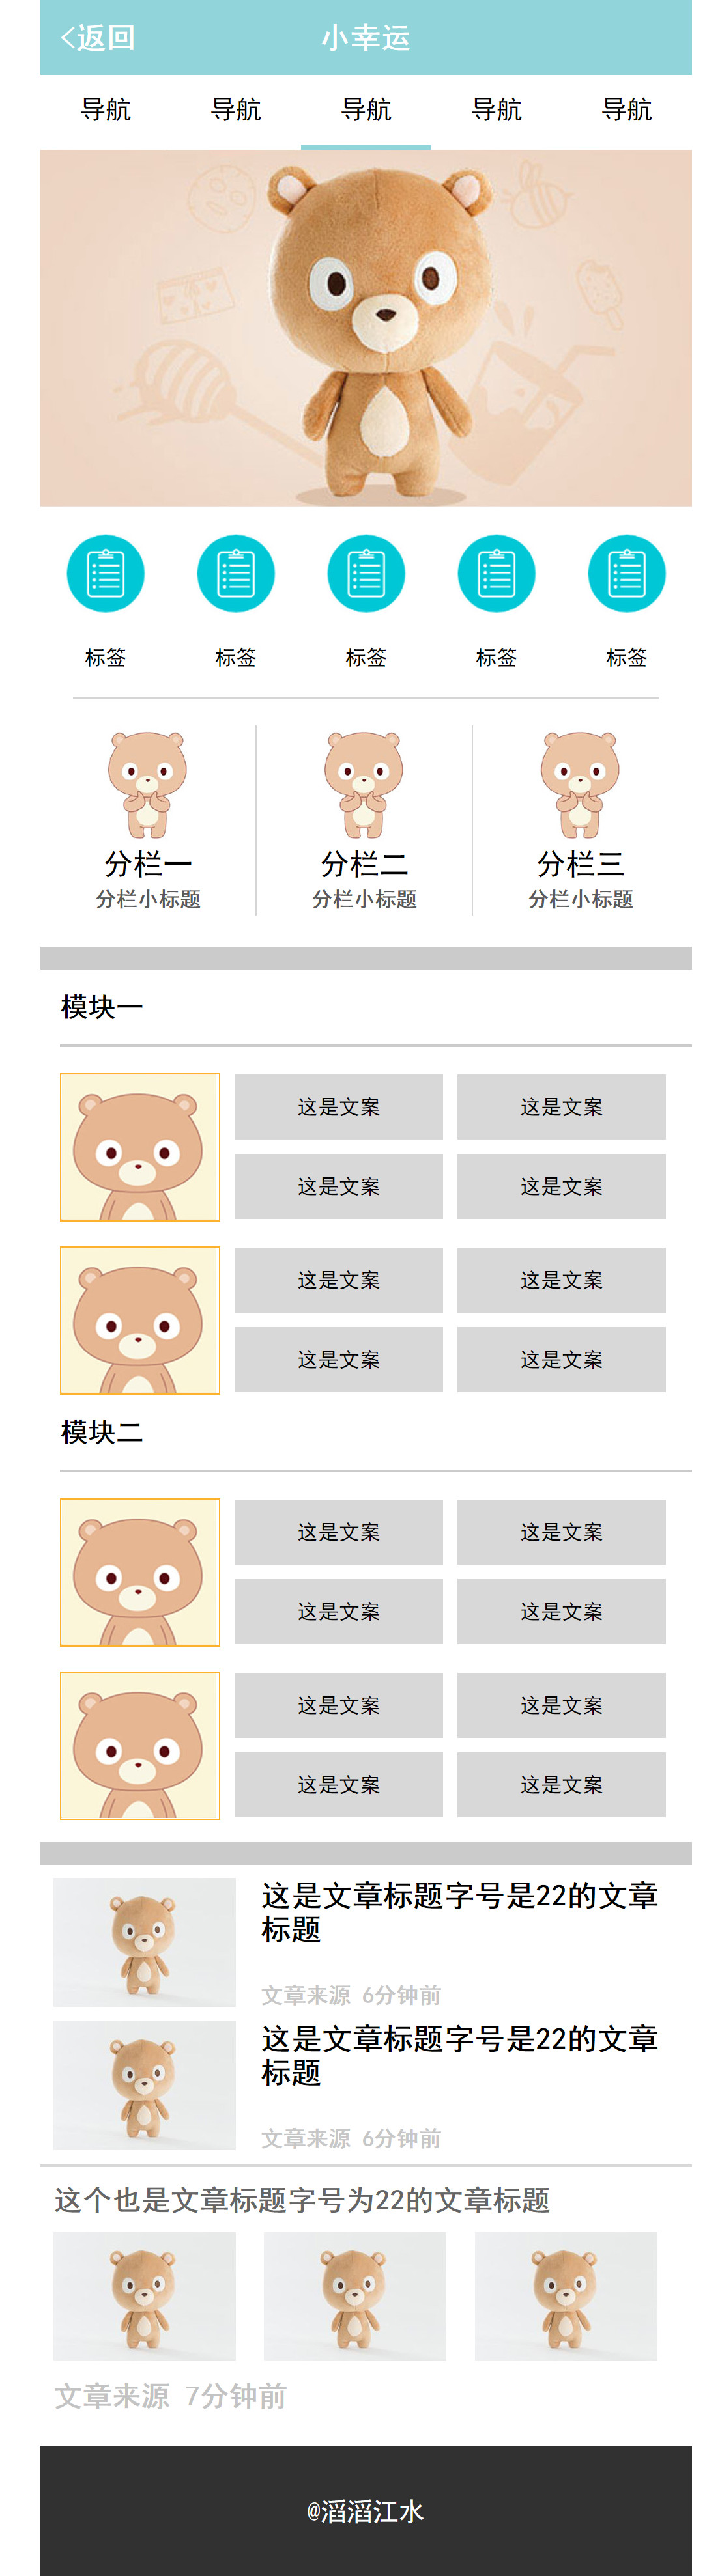 <返回 小幸运
导航 导航 导航 导航 导航
标签 标签 标签 标签 标签
分栏一 分栏二 分栏三
分栏小标题 分栏小标题 分栏小标题
模块一
这是文案 这是文案
这是文案 这是文案
这是文案 这是文案
这是文案 这是文案
模块二
这是文案 这是文案
这是文案 这是文案
这是文案 这是文案
这是文案 这是文案
这是文章标题字号是22的文章
标题
文章来源 6分钟前
这是文章标题字号是22的文章
标题
文章来源 6分钟前
这个也是文章标题字号为22的文章标题
文章来源 7分钟前
@滔滔江水